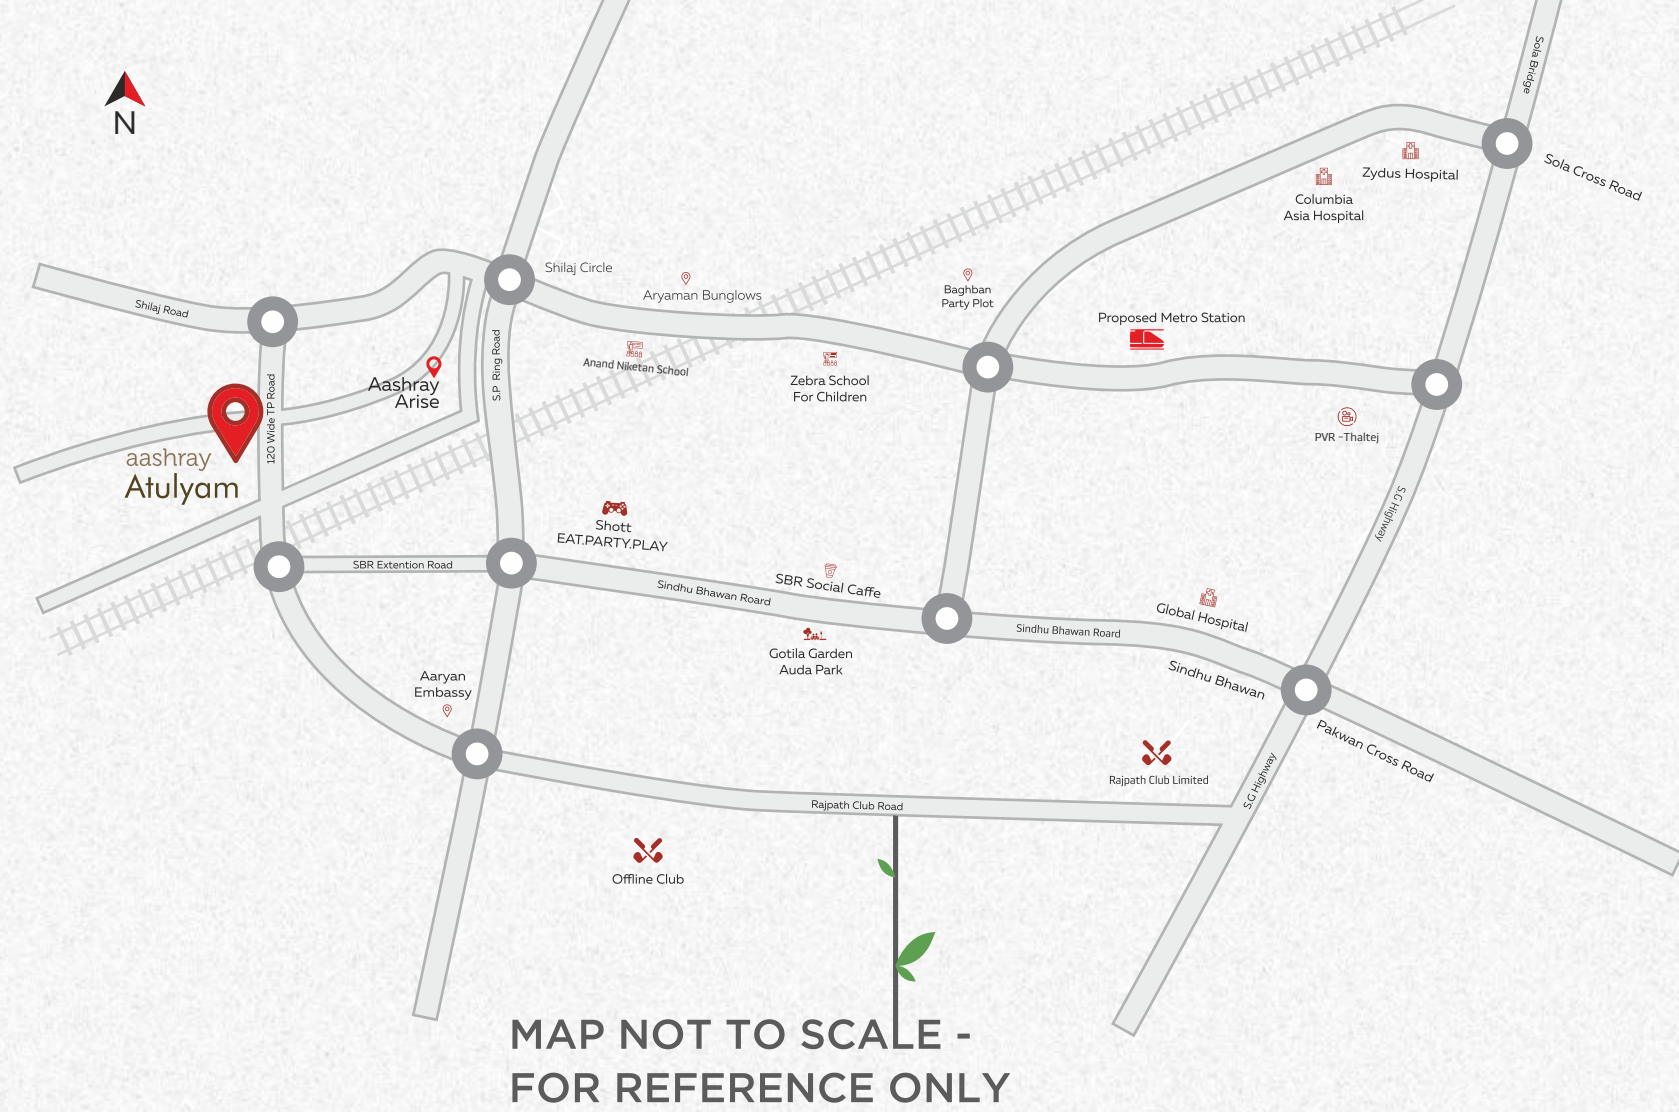 N
Sola Bridge
Sola Cross Road
Zydus Hospital
Columbia
Asia Hospital
Shilaj Circle
Shilaj Road
Aryaman Bunglows
Baghban
Party Plot
Proposed Metro Station
S.P Ring Road
Anand Niketan School
Zebra School
For Children
Aashray
Arise
120 Wide TP Road
aashray
Atulyam
PVR -Thaltej
S.G Highway
Shott
EAT.PARTY.PLAY
SBR Extention Road
Sindhu Bhawan Roard
SBR Social Caffe
Gotila Garden
Auda Park
Sindhu Bhawan Roard
Global Hospital
Sindhu Bhawan
Aaryan
Embassy
Pakwan Cross Road
Rajpath Club Limited
S.G Highway
Rajpath Club Road
Offline Club
MAP NOT TO SCALE -
FOR REFERENCE ONLY